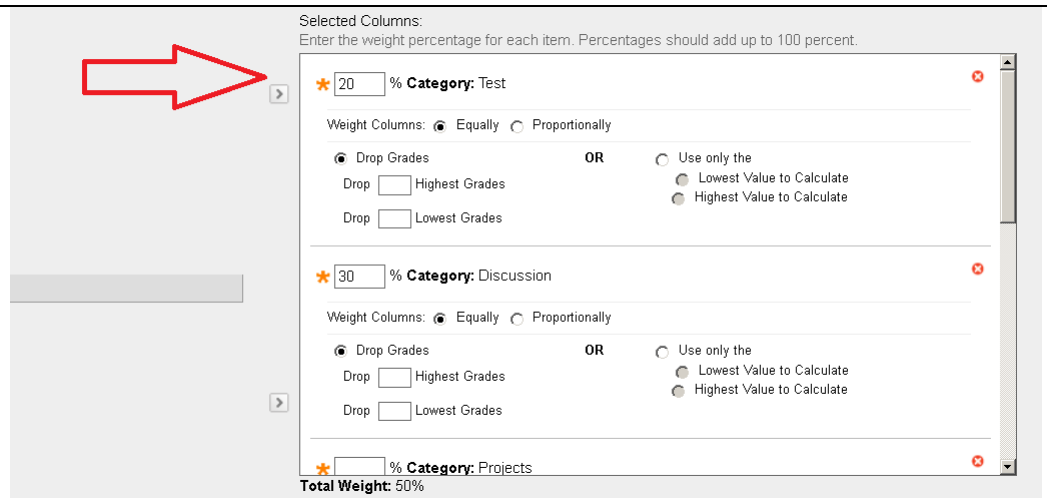 Selected Columns:
Enter the weight percentage for each item. Percentages should add up to 100 percent.
20 % Category: Test
Weight Columns: Equally Proportionally
Drop Grades OR Use only the
Drop Highest Grades Lowest Value to Calculate
Highest Value to Calculate
Drop Lowest Grades
30 % Category: Discussion
Weight Columns: Equally Proportionally
Drop Grades OR Use only the
Drop Highest Grades Lowest Value to Calculate
Highest Value to Calculate
Drop Lowest Grades
% Category: Projects
Total Weight: 50%